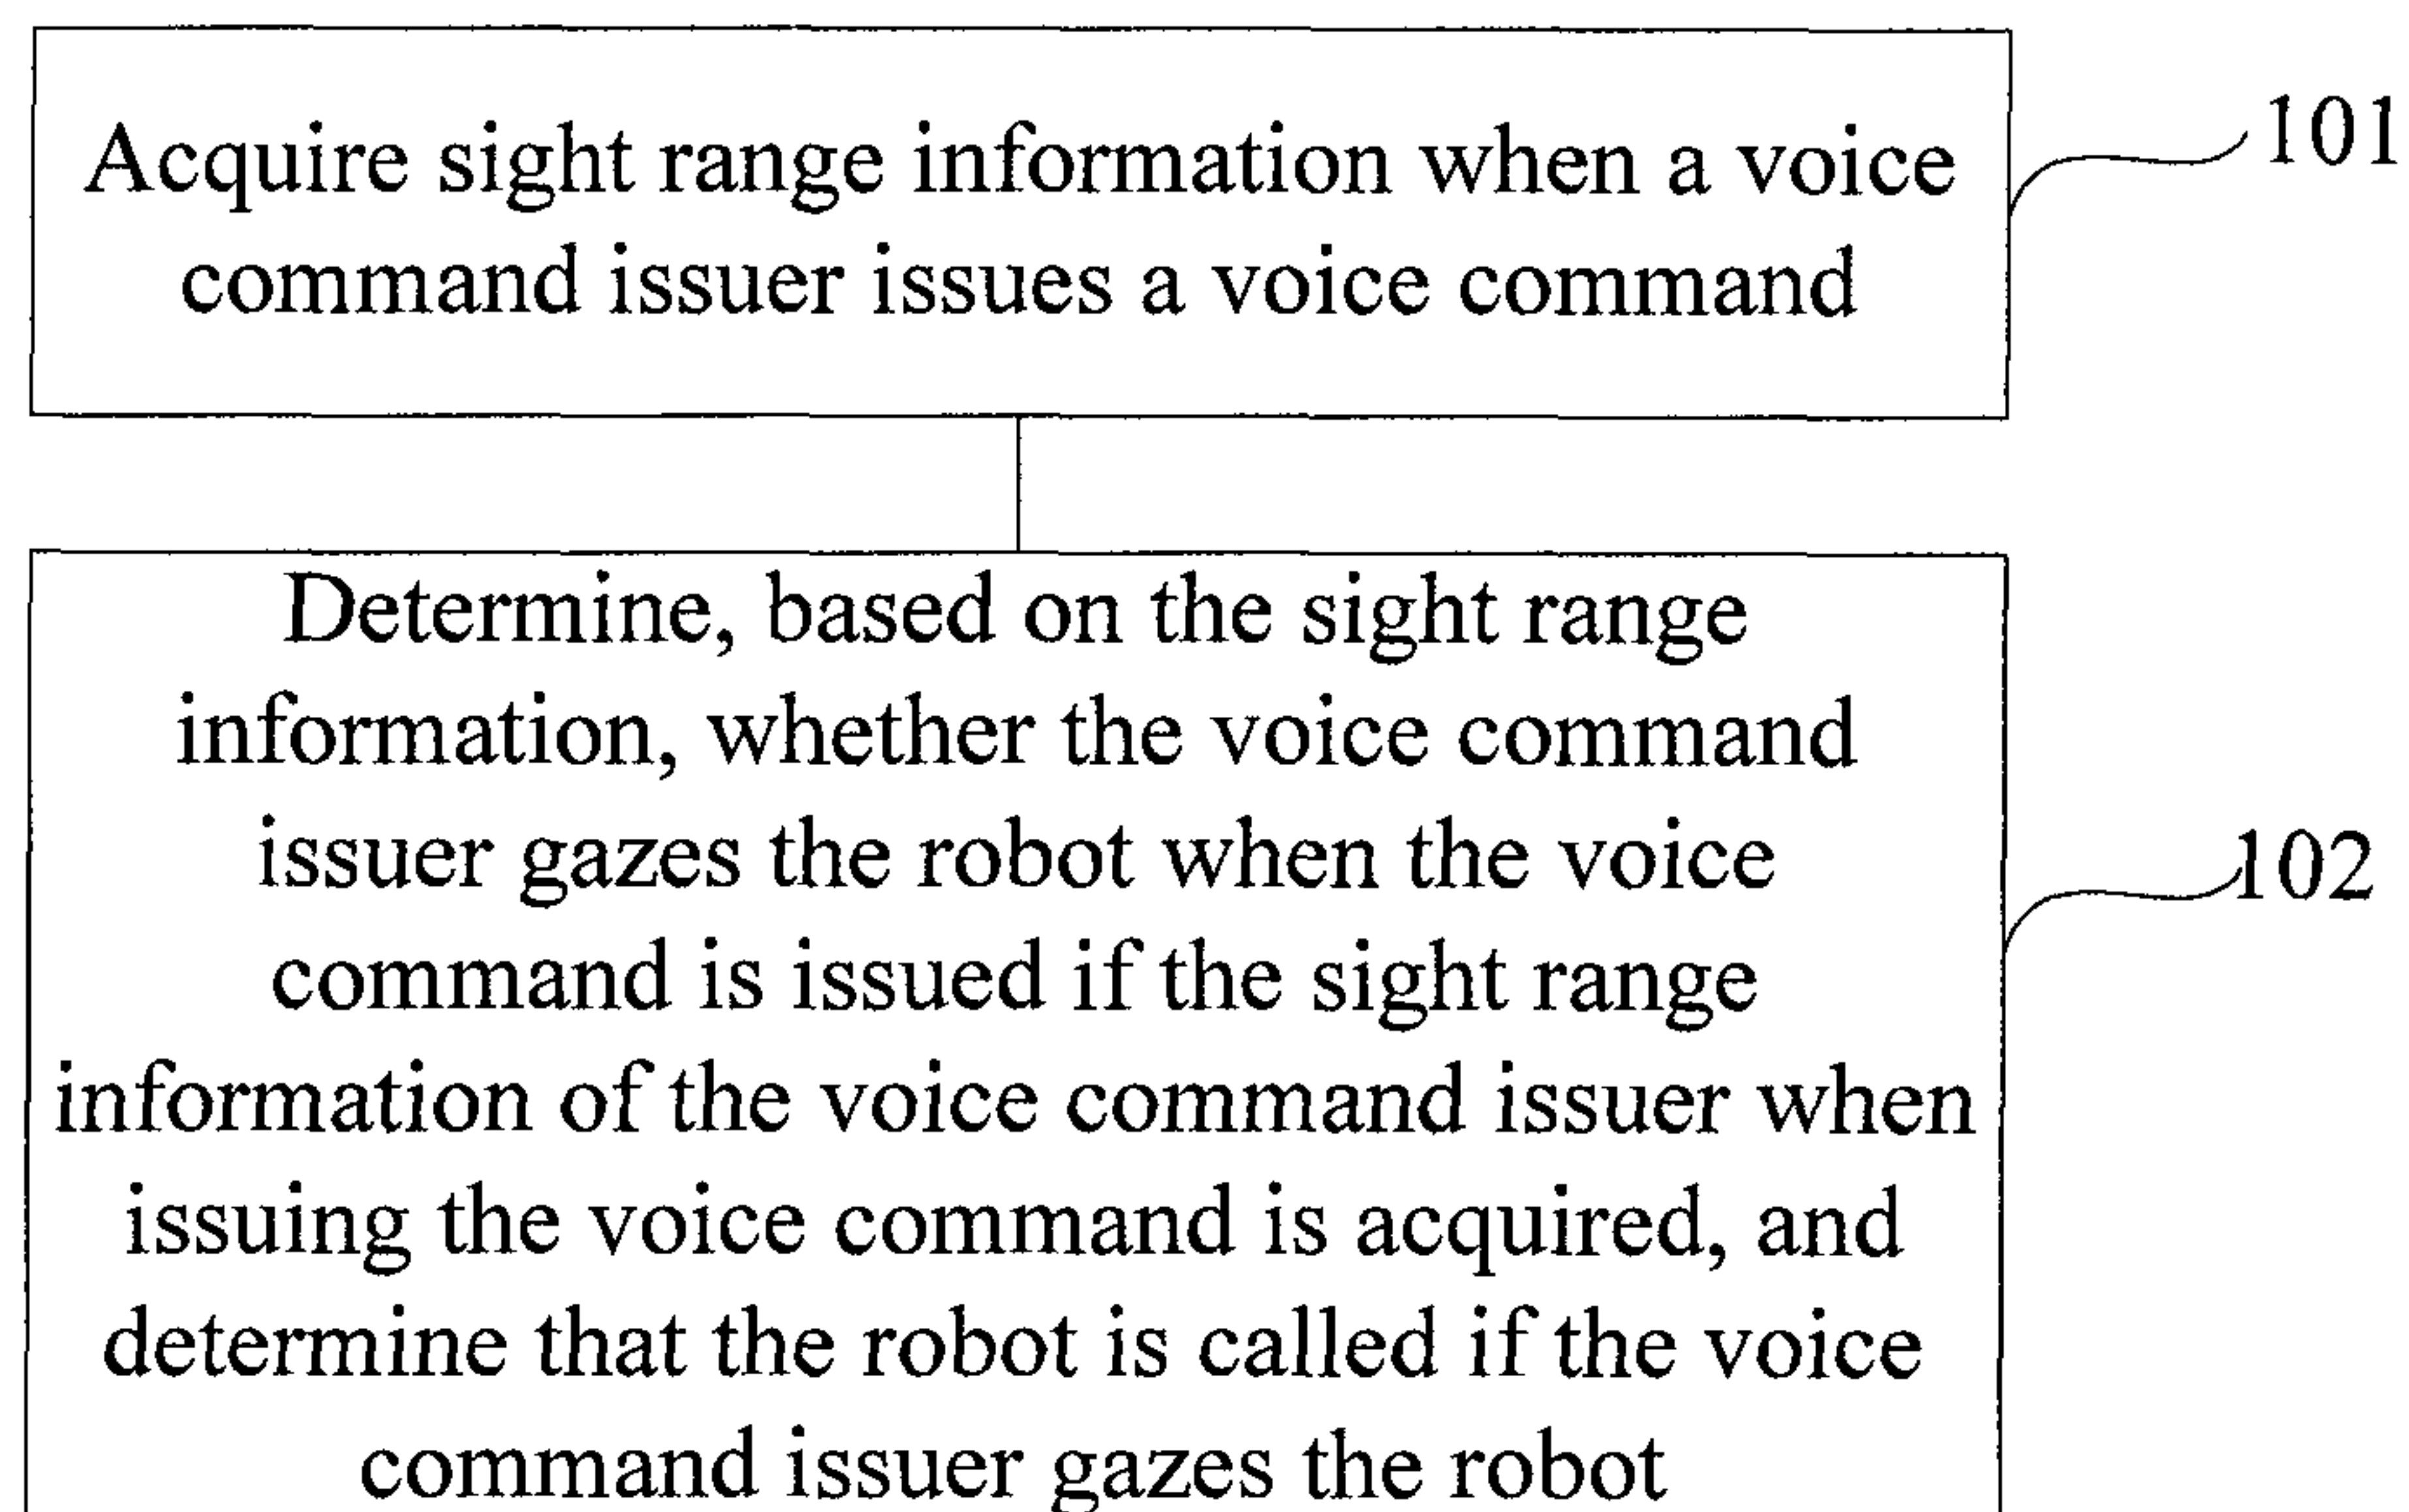 Acquire sight range information when a voice
command issuer issues a voice command
101
Determine, based on the sight range
information, whether the voice command
issuer gazes the robot when the voice
command is issued if the sight range
information of the voice command issuer when
issuing the voice command is acquired, and
determine that the robot is called if the voice
command issuer gazes the robot
102